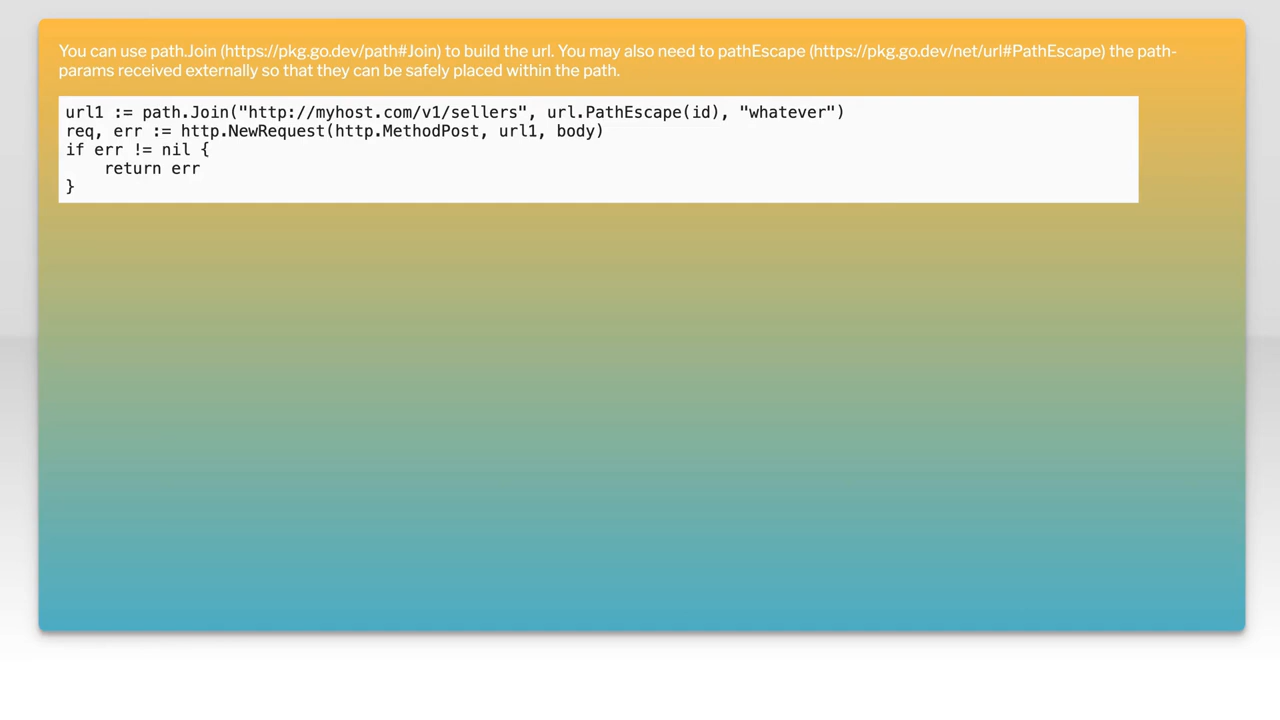 You can use path.Join (https://pkg.go.dev/path#Join) to build the url. You may also need to pathEscape (https://pkg.go.dev/net/url#PathEscape) the path-
params received externally so that they can be safely placed within the path.
url1 := path.Join("http://myhost.com/v1/sellers", url.PathEscape(id), "whatever")
req, err := http.NewRequest(http.MethodPost, url1, body)
if err != nil {
    return err
}